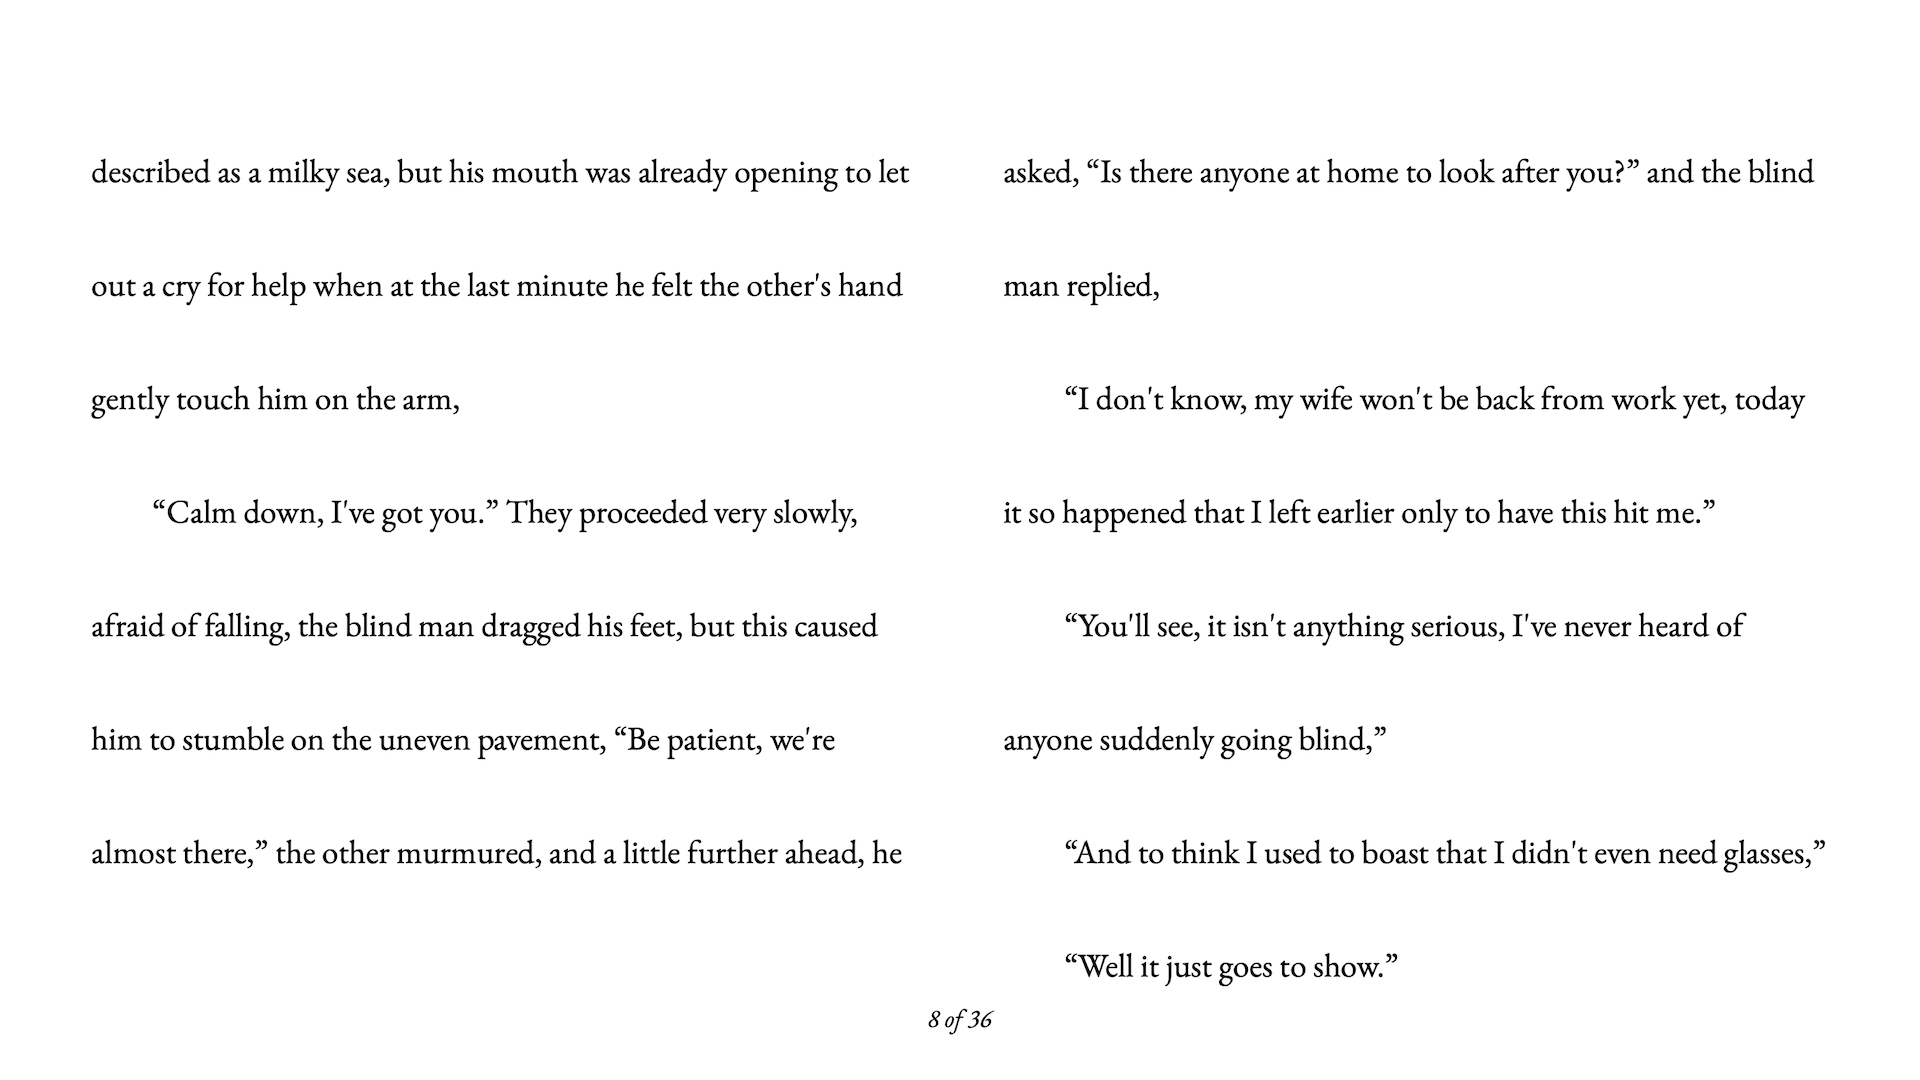 described as a milky sea, but his mouth was already opening to let
out a cry for help when at the last minute he felt the other's hand
gently touch him on the arm,
“Calm down, I've got you.” They proceeded very slowly,
afraid of falling, the blind man dragged his feet, but this caused
him to stumble on the uneven pavement, “Be patient, we're
almost there,” the other murmured, and a little further ahead, he
asked, “Is there anyone at home to look after you?” and the blind
man replied,
“I don't know, my wife won't be back from work yet, today
it so happened that I left earlier only to have this hit me.”
“You'll see, it isn't anything serious, I've never heard of
anyone suddenly going blind,”
“And to think I used to boast that I didn't even need glasses,”
“Well it just goes to show.”
8 of 36